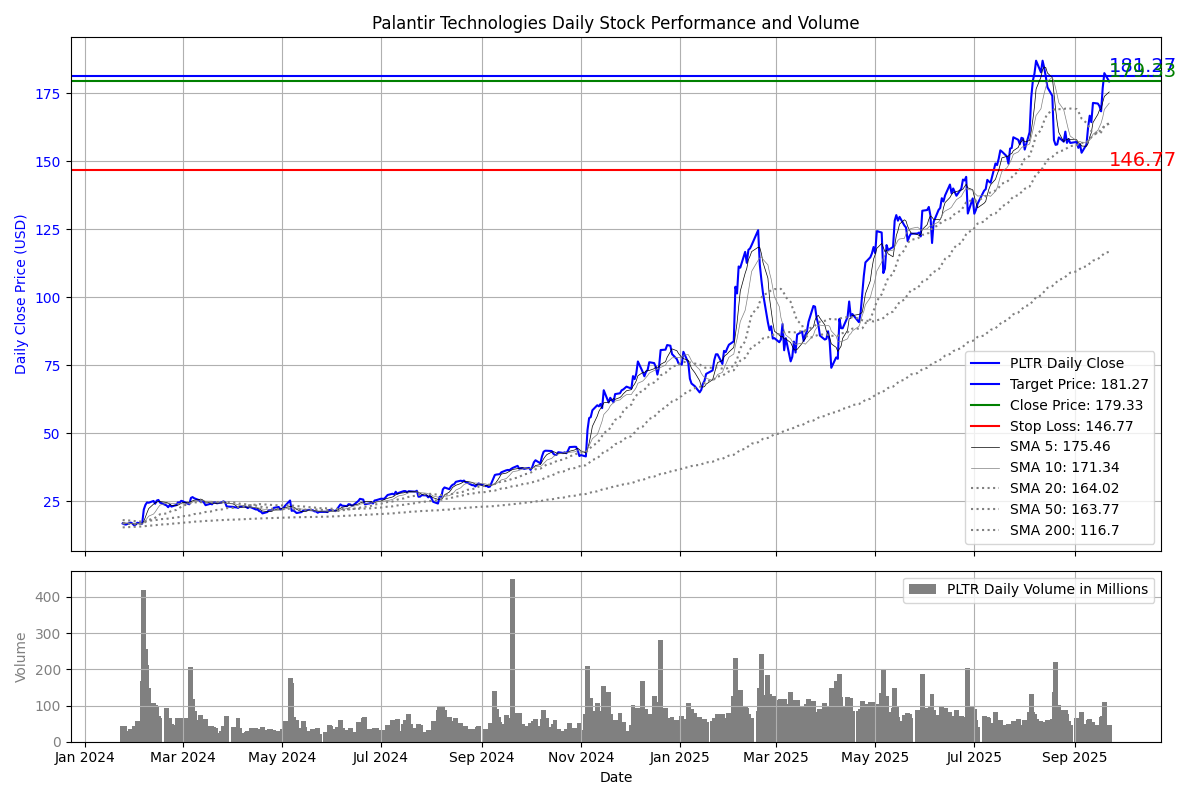 Palantir Technologies Daily Stock Performance and Volume
181.27
179.33
175
150
146.77
125
100
75
50
25
Daily Close Price (USD)
PLTR Daily Close
Target Price: 181.27
Close Price: 179.33
Stop Loss: 146.77
SMA 5: 175.46
SMA 10: 171.34
SMA 20: 164.02
SMA 50: 163.77
SMA 200: 116.7
PLTR Daily Volume in Millions
400
300
200
100
0
Volume
Jan 2024 Mar 2024 May 2024 Jul 2024 Sep 2024 Nov 2024 Jan 2025 Mar 2025 May 2025 Jul 2025 Sep 2025
Date